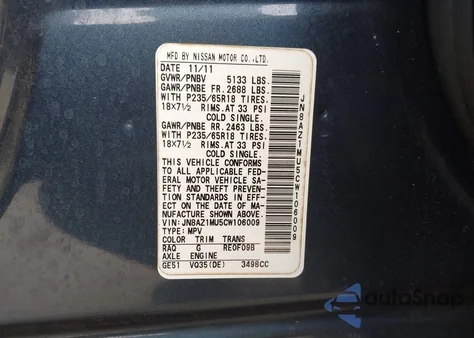 MFD BY NISSAN MOTOR CO.,LTD.
DATE 11/11
GVWR/PNBV 5133 LBS.
GAWR/PNBE FR. 2688 LBS.
WITH P235/65R18 TIRES.
18X7½ RIMS.AT 33 PSI
COLD SINGLE.
GAWR/PNBE RR. 2463 LBS.
WITH P235/65R18 TIRES.
18X7½ RIMS.AT 33 PSI
COLD SINGLE.
THIS VEHICLE CONFORMS
TO ALL APPLICABLE FED-
ERAL MOTOR VEHICLE SA-
FETY AND THEFT PREVEN-
TION STANDARDS IN EFF-
ECT ON THE DATE OF MA-
NUFACTURE SHOWN ABOVE.
VIN: JN8AZ1MU5CW106009
TYPE: MPV
COLOR TRIM TRANS
RAQ G RE0F09B
AXLE ENGINE
GE51 VQ35(DE) 3498CC
JN8AZ1MU5CW106009
AutoSnap